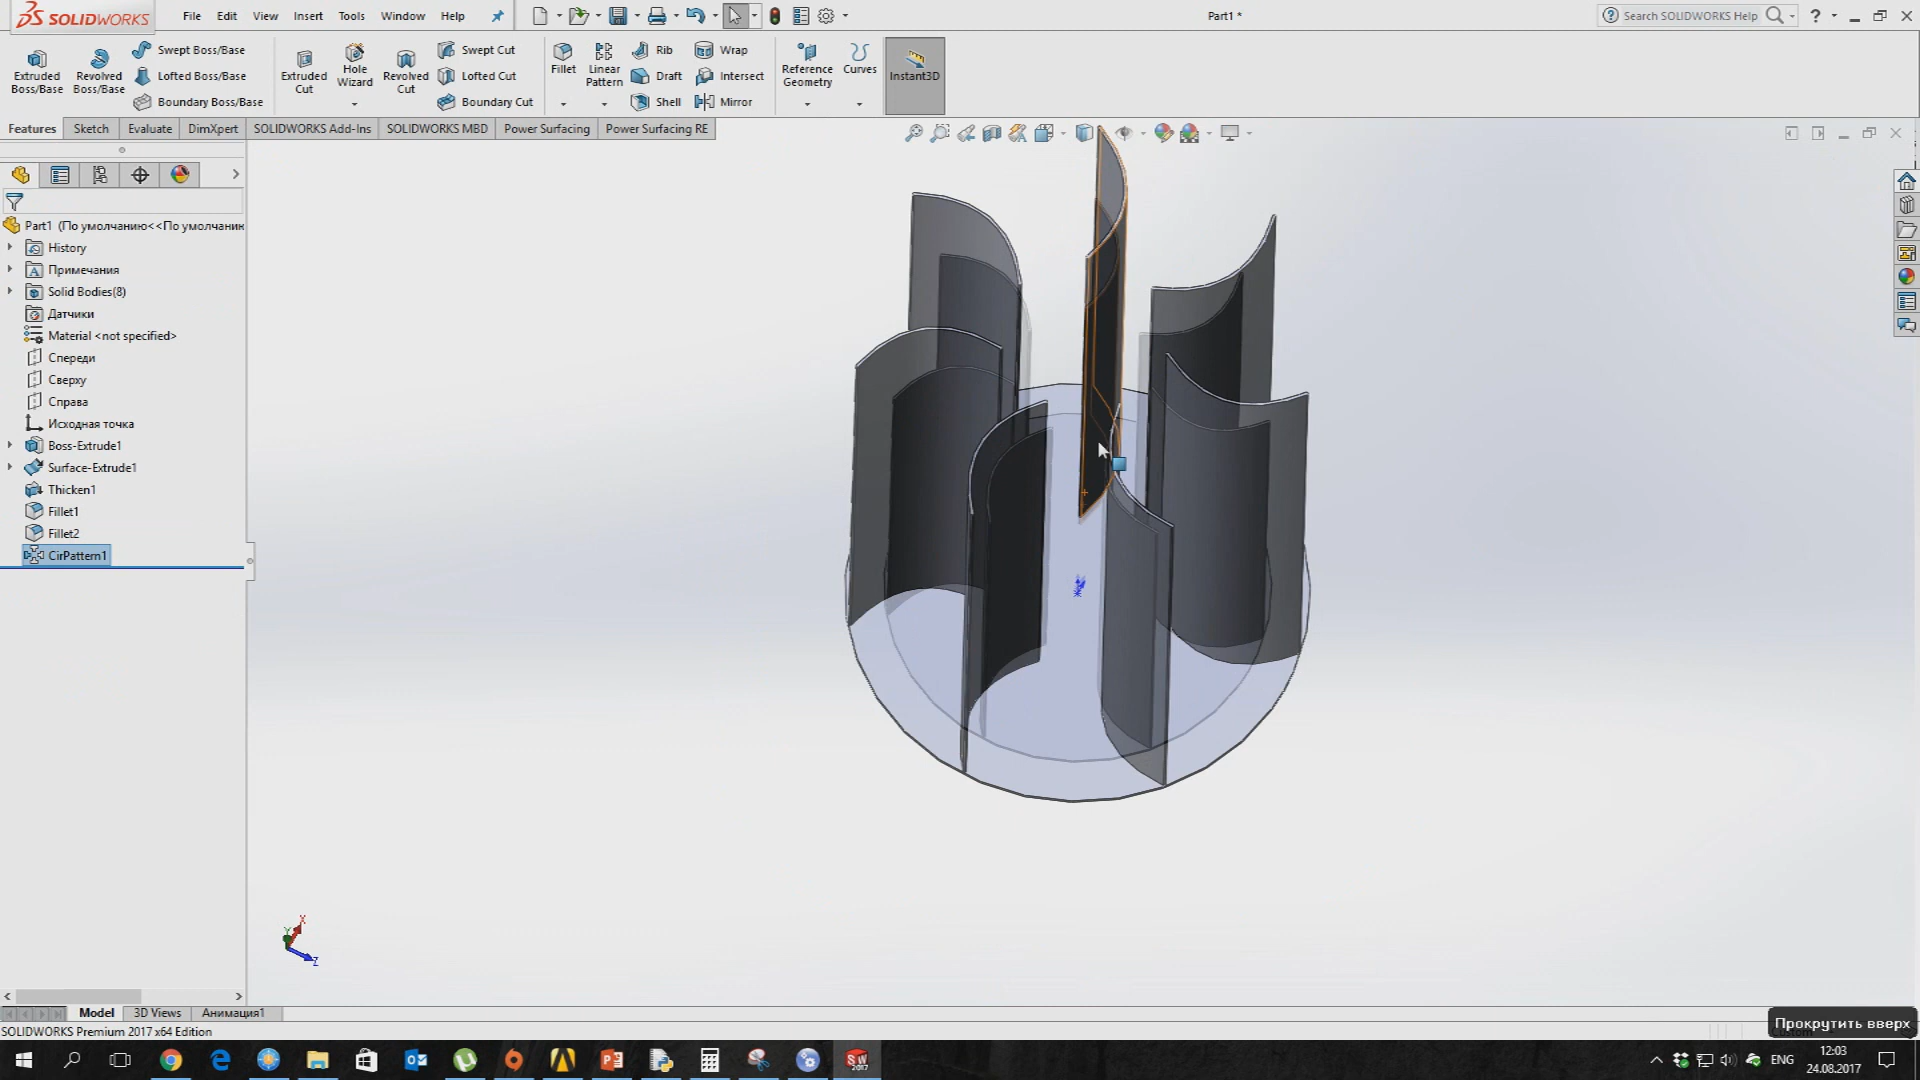 SOLIDWORKS File Edit View Insert Tools Window Help Part1 * Search SOLIDWORKS Help
Extruded Boss/Base
Revolved Boss/Base
Swept Boss/Base
Lofted Boss/Base
Boundary Boss/Base
Extruded Cut
Hole Wizard
Revolved Cut
Swept Cut
Lofted Cut
Boundary Cut
Fillet
Linear Pattern
Rib
Draft
Shell
Wrap
Intersect
Mirror
Reference Geometry
Curves
Instant3D
Features Sketch Evaluate DimXpert SOLIDWORKS Add-Ins SOLIDWORKS MBD Power Surfacing Power Surfacing RE
Part1 (По умолчанию<<По умолчани
History
Примечания
Solid Bodies(8)
Датчики
Material <not specified>
Спереди
Сверху
Справа
Исходная точка
Boss-Extrude1
Surface-Extrude1
Thicken1
Fillet1
Fillet2
CirPattern1
X
Y
Z
Model 3D Views Анимация1
SOLIDWORKS Premium 2017 x64 Edition
Прокрутить вверх
ENG
12:03
24.08.2017